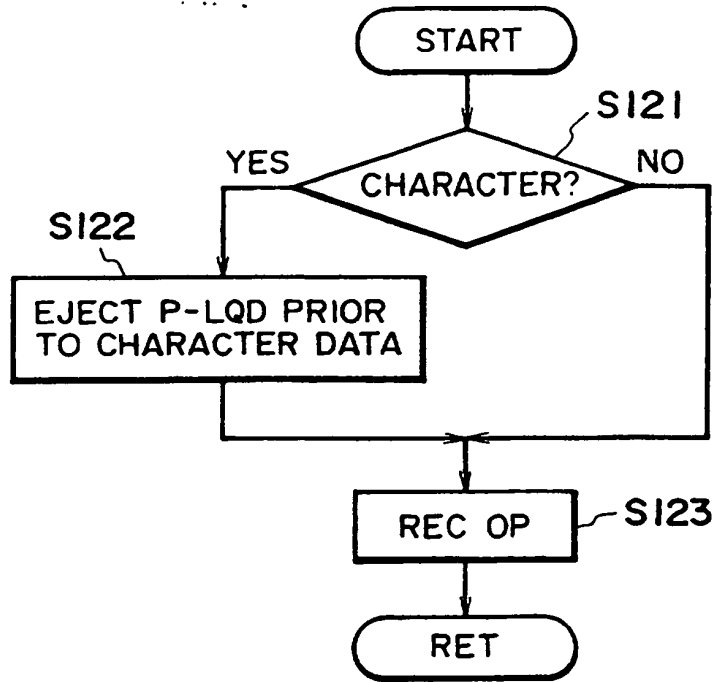 START
S121
YES
NO
CHARACTER?
S122
EJECT P-LQD PRIOR
TO CHARACTER DATA
REC OP
S123
RET